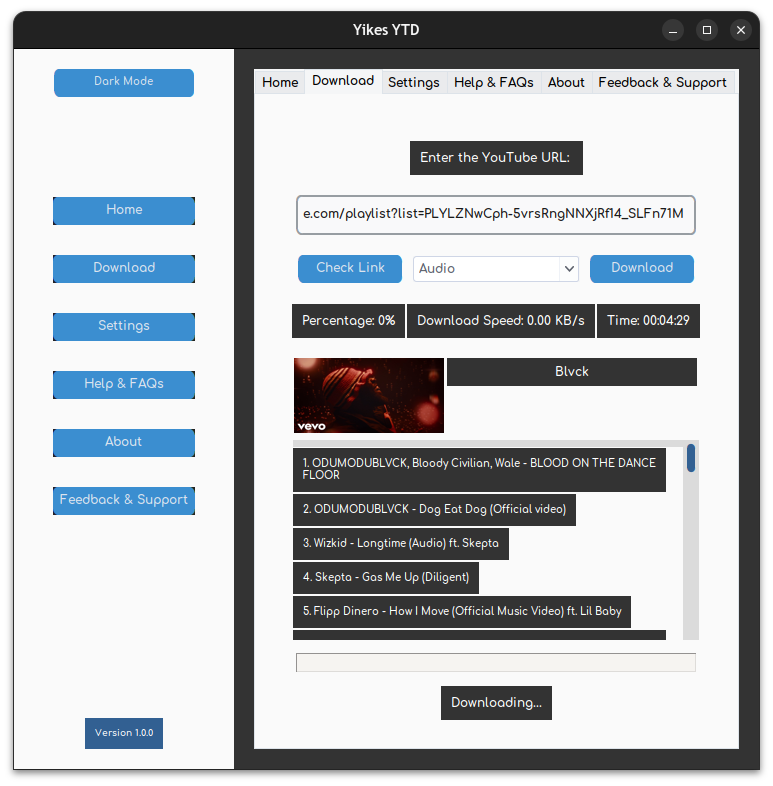 Yikes YTD
Dark Mode
Home
Download
Settings
Help & FAQs
About
Feedback & Support
Version 1.0.0
Home Download Settings Help & FAQs About Feedback & Support
Enter the YouTube URL:
e.com/playlist?list=PLYLZNwCph-5vrsRngNNXjRf14_SLFn71M
Check Link Audio Download
Percentage: 0% Download Speed: 0.00 KB/s Time: 00:04:29
vevo
Blvck
1. ODUMODUBLVCK, Bloody Civilian, Wale - BLOOD ON THE DANCE
FLOOR
2. ODUMODUBLVCK - Dog Eat Dog (Official video)
3. Wizkid - Longtime (Audio) ft. Skepta
4. Skepta - Gas Me Up (Diligent)
5. Flipp Dinero - How I Move (Official Music Video) ft. Lil Baby
Downloading...